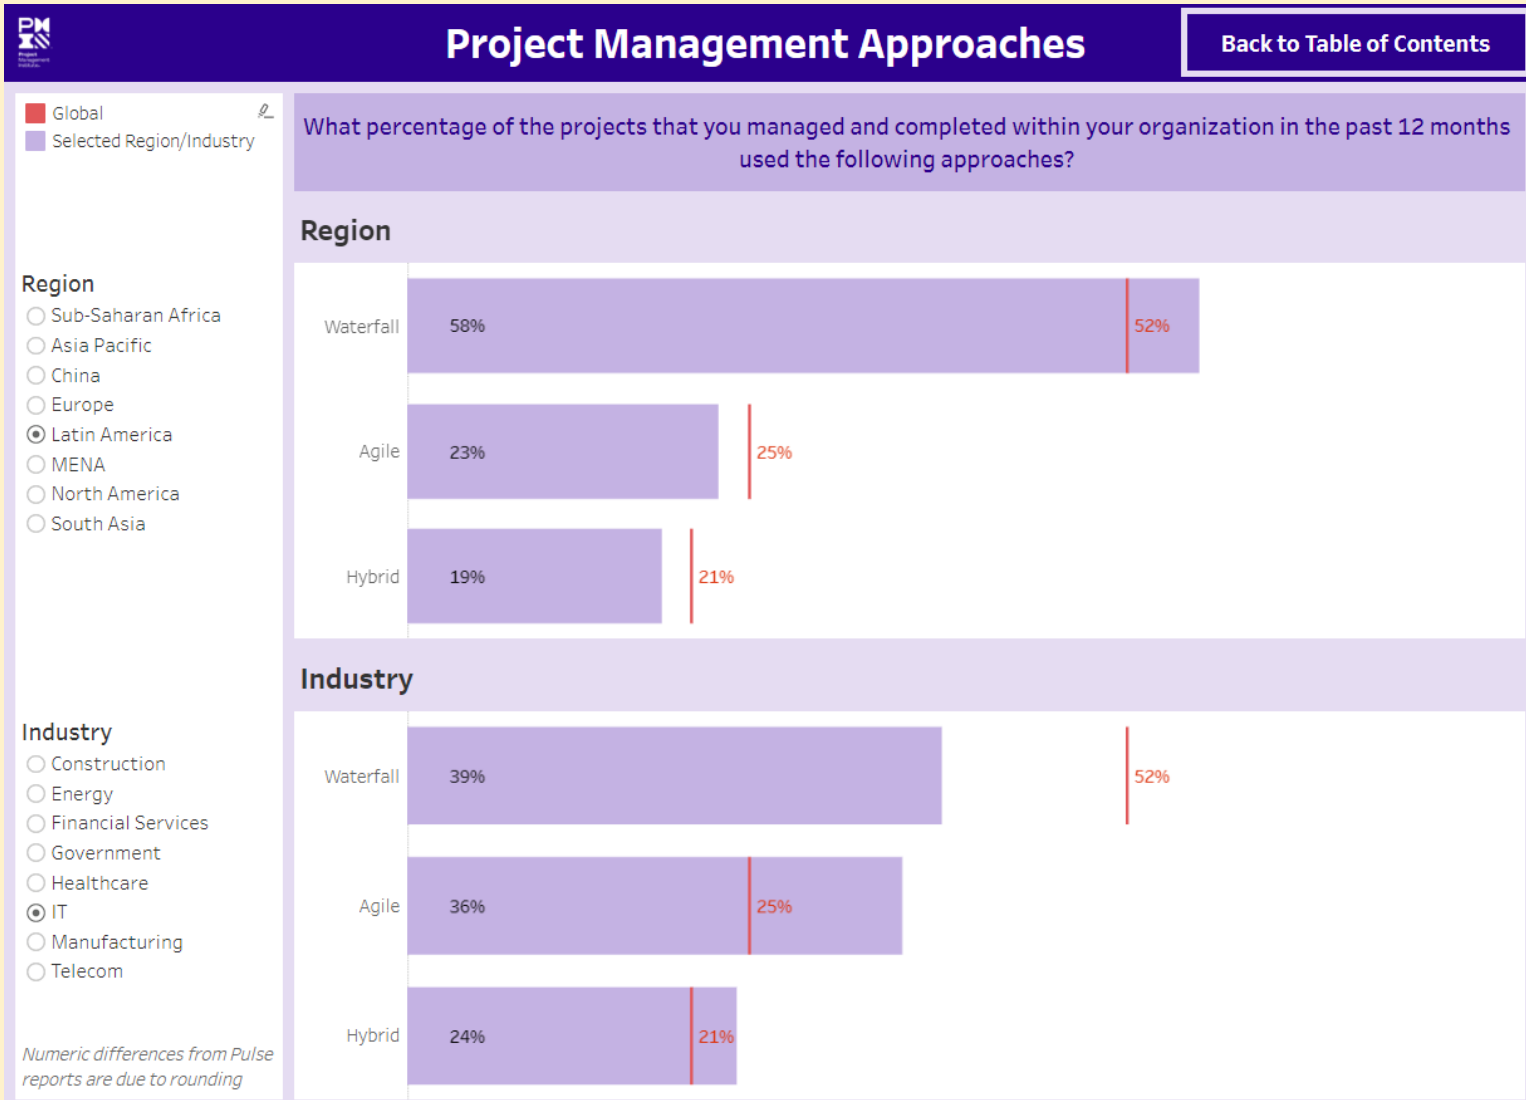 PMI
Project
Management
Institute.
Project Management Approaches
Back to Table of Contents
Global
Selected Region/Industry
What percentage of the projects that you managed and completed within your organization in the past 12 months
used the following approaches?
Region
Region
Sub-Saharan Africa
Asia Pacific
China
Europe
Latin America
MENA
North America
South Asia
Waterfall
58%
52%
Agile
23%
25%
Hybrid
19%
21%
Industry
Industry
Construction
Energy
Financial Services
Government
Healthcare
IT
Manufacturing
Telecom
Numeric differences from Pulse
reports are due to rounding
Waterfall
39%
52%
Agile
36%
25%
Hybrid
24%
21%